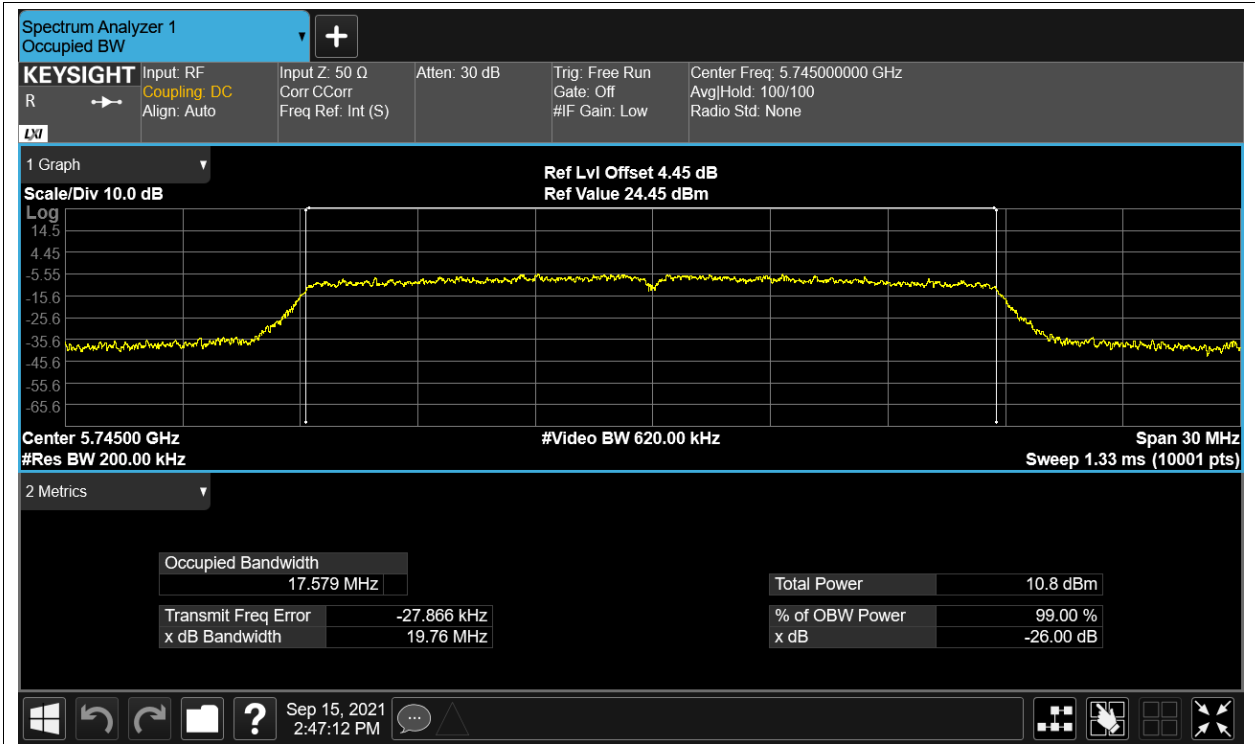 Spectrum Analyzer 1
Occupied BW
KEYSIGHT
R
LXI
Input: RF
Coupling: DC
Align: Auto
Input Z: 50 Ω
Corr CCorr
Freq Ref: Int (S)
Atten: 30 dB
Trig: Free Run
Gate: Off
#IF Gain: Low
Center Freq: 5.745000000 GHz
Avg|Hold: 100/100
Radio Std: None
1 Graph
Ref Lvl Offset 4.45 dB
Scale/Div 10.0 dB
Ref Value 24.45 dBm
Log
14.5
4.45
-5.55
-15.6
-25.6
-35.6
-45.6
-55.6
-65.6
Center 5.74500 GHz
#Video BW 620.00 kHz
Span 30 MHz
#Res BW 200.00 kHz
Sweep 1.33 ms (10001 pts)
2 Metrics
Occupied Bandwidth
17.579 MHz
Total Power 10.8 dBm
Transmit Freq Error -27.866 kHz
% of OBW Power 99.00 %
x dB Bandwidth 19.76 MHz
x dB -26.00 dB
Sep 15, 2021
2:47:12 PM